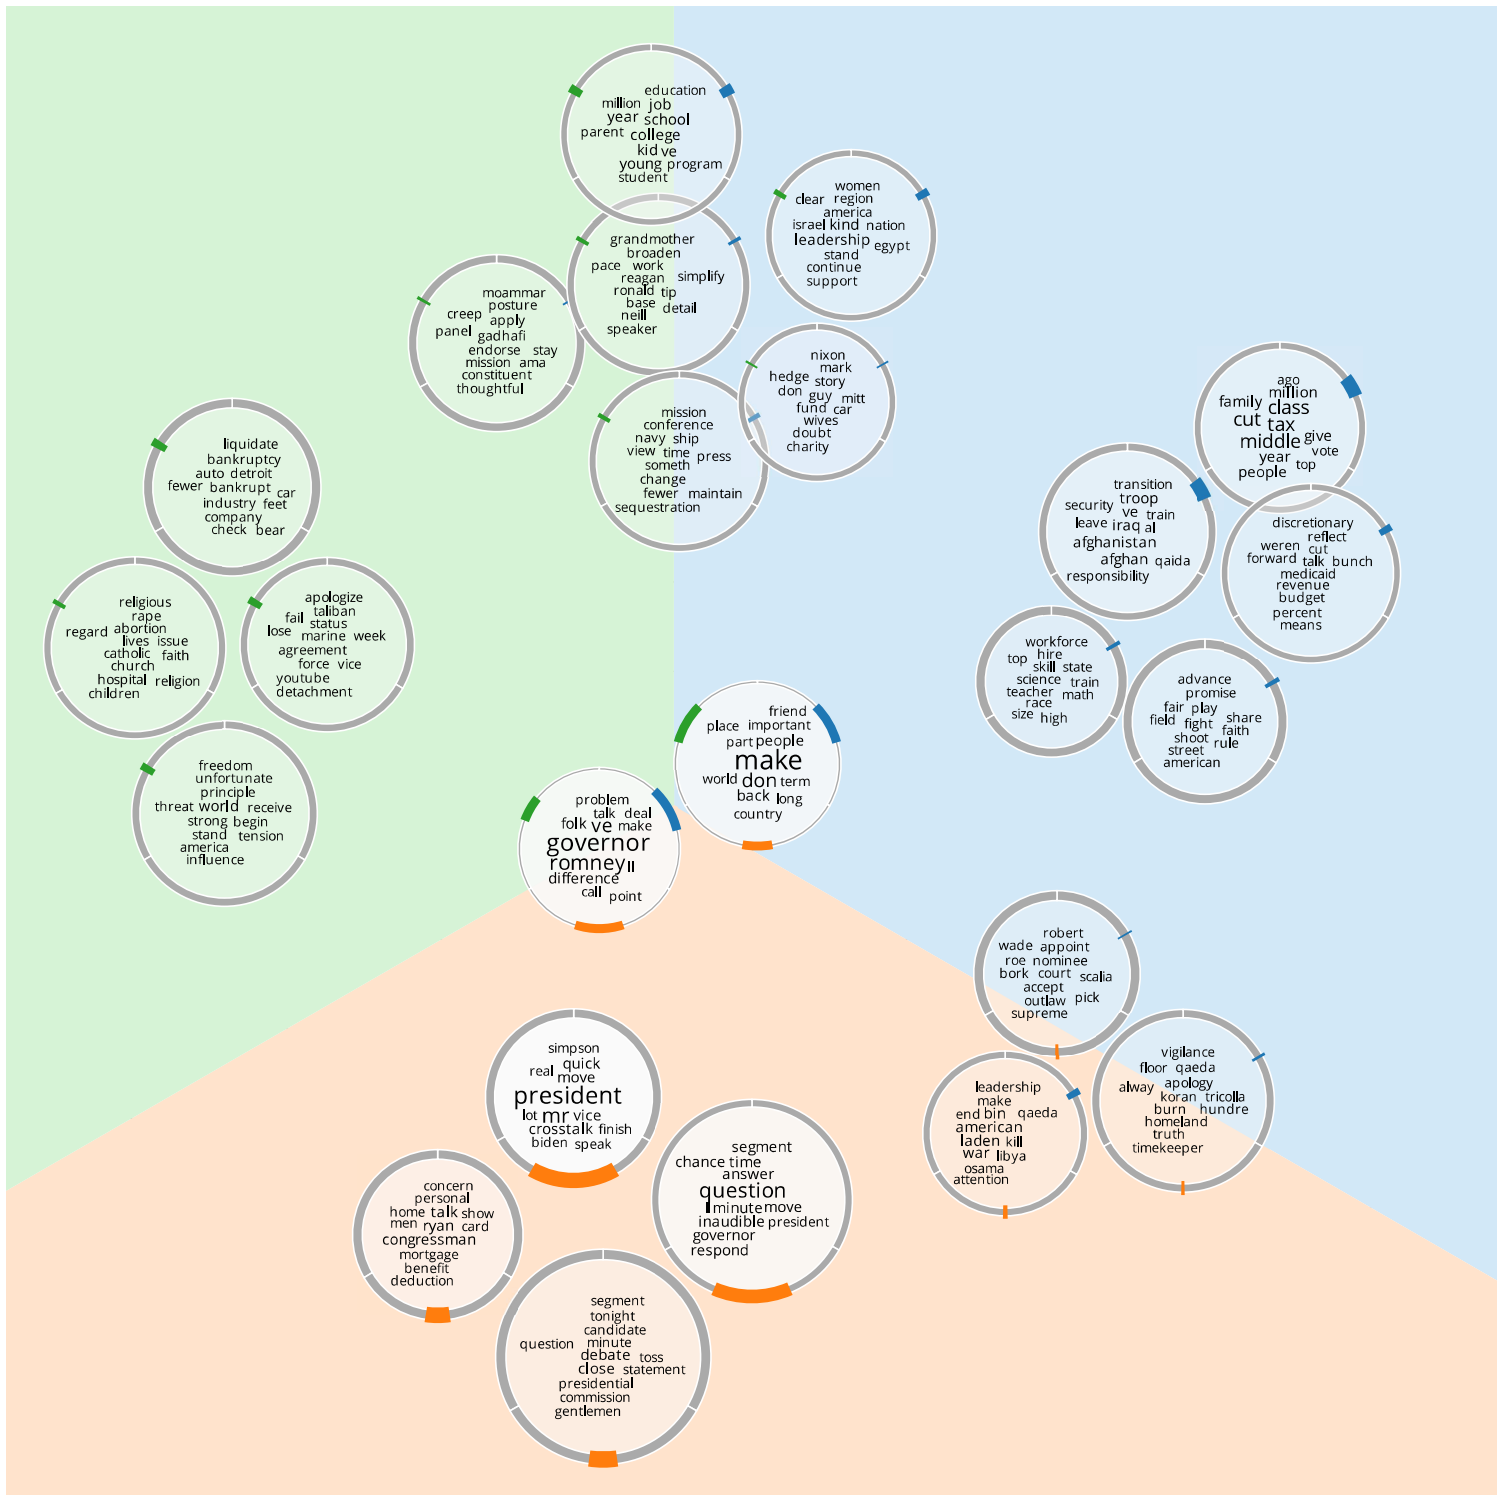 education
million job
year school
parent college
kid ve
young program
student
women
clear region
america
israel kind nation
leadership egypt
stand
continue
support
grandmother
broaden
pace work
reagan simplify
ronald tip
base detail
neill
speaker
moammar
posture
creep apply
panel gadhafi
endorse stay
mission ama
constituent
thoughtful
nixon
mark
hedge story
don guy mitt
fund car
wives
doubt
charity
mission
conference
navy ship
view time press
someth
change
fewer maintain
sequestration
ago
million
family class
cut tax
middle give
year vote
people top
liquidate
bankruptcy
auto detroit
fewer bankrupt car
industry feet
company
check bear
transition
troop
security ve train
leave iraq al
afghanistan
afghan qaida
responsibility
discretionary
reflect
weren cut
forward talk bunch
medicaid
revenue
budget
percent
means
religious
rape
regard abortion
lives issue
catholic faith
church
hospital religion
children
apologize
taliban
fail status
lose marine week
agreement
force vice
youtube
detachment
workforce
hire
top skill state
science train
teacher math
race
size high
advance
promise
fair play
field fight share
shoot faith
street rule
american
freedom
unfortunate
principle
threat world receive
strong begin
stand tension
america
influence
friend
place important
part people
make
world don term
back long
country
problem
talk deal
folk ve make
governor
romney ll
difference
call point
robert
wade appoint
roe nominee
bork court scalia
accept
outlaw pick
supreme
vigilance
floor qaeda
alway apology
koran tricolla
burn hundre
homeland
truth
timekeeper
leadership
make
end bin qaeda
american
laden kill
war libya
osama
attention
simpson
real quick
move
president
lot mr vice
crosstalk finish
biden speak
segment
chance time
answer
question
ll minute move
inaudible president
governor
respond
concern
personal
home talk show
men ryan card
congressman
mortgage
benefit
deduction
segment
tonight
candidate
question minute
debate toss
close statement
presidential
commission
gentlemen